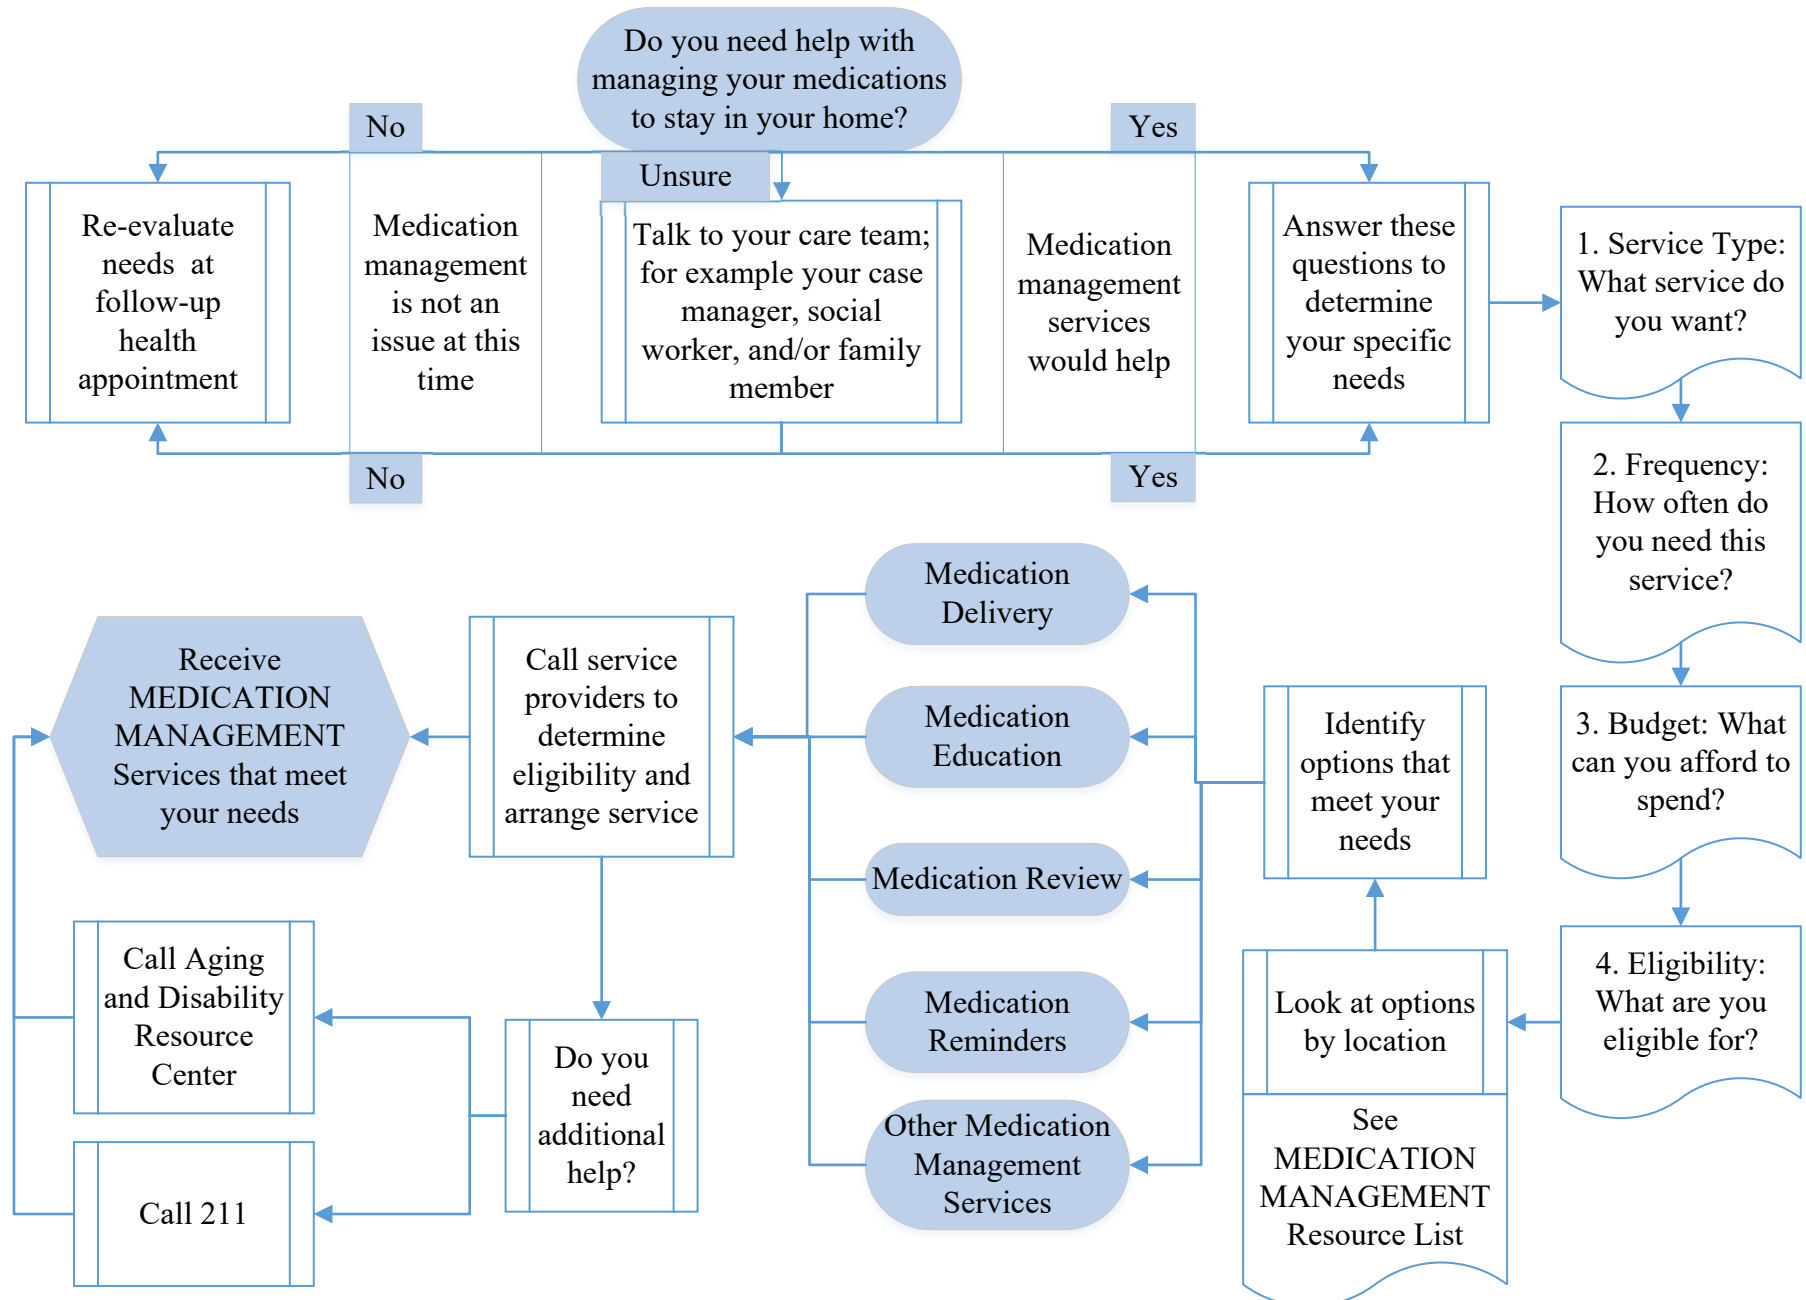 Do you need help with
managing your medications
to stay in your home?
No
Yes
Unsure
Re-evaluate
needs at
follow-up
health
appointment
Medication
management
is not an
issue at this
time
Talk to your care team;
for example your case
manager, social
worker, and/or family
member
Medication
management
services
would help
Answer these
questions to
determine
your specific
needs
1. Service Type:
What service do
you want?
No
Yes
2. Frequency:
How often do
you need this
service?
3. Budget: What
can you afford to
spend?
4. Eligibility:
What are you
eligible for?
Look at options
by location
See
MEDICATION
MANAGEMENT
Resource List
Identify
options that
meet your
needs
Medication
Delivery
Medication
Education
Medication Review
Medication
Reminders
Other Medication
Management
Services
Call service
providers to
determine
eligibility and
arrange service
Receive
MEDICATION
MANAGEMENT
Services that meet
your needs
Do you
need
additional
help?
Call Aging
and Disability
Resource
Center
Call 211